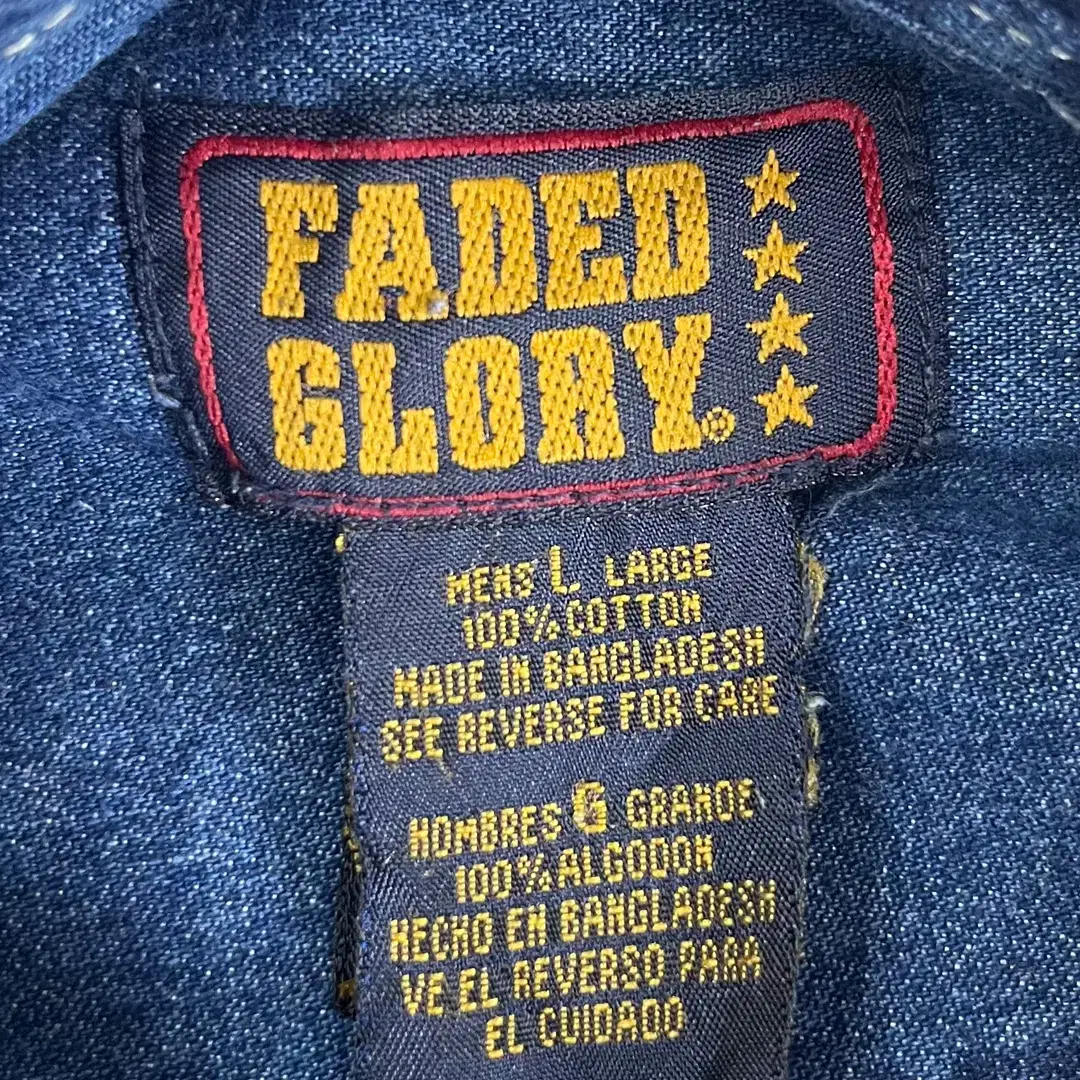 FADED
GLORY®
MENS L LARGE
100% COTTON
MADE IN BANGLADESH
SEE REVERSE FOR CARE
HOMBRES G GRANDE
100% ALGODON
HECHO EN BANGLADESH
VE EL REVERSO PARA
EL CUIDADO